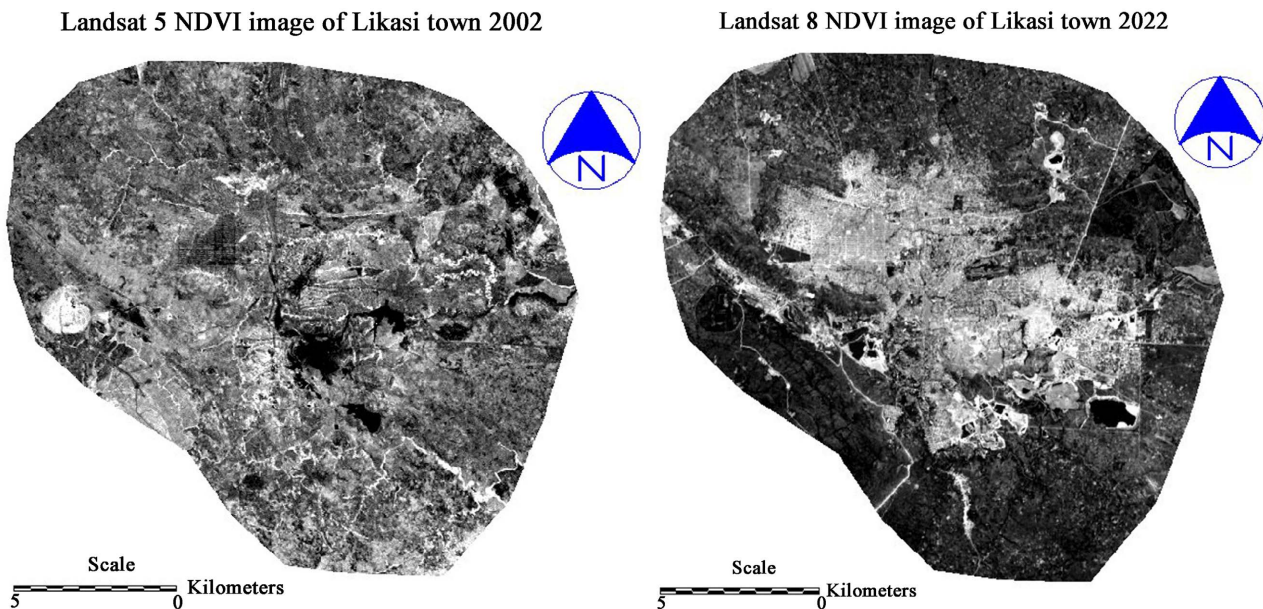 Landsat 5 NDVI image of Likasi town 2002
Landsat 8 NDVI image of Likasi town 2022
N
N
Scale
Kilometers
5 0
Scale
Kilometers
5 0